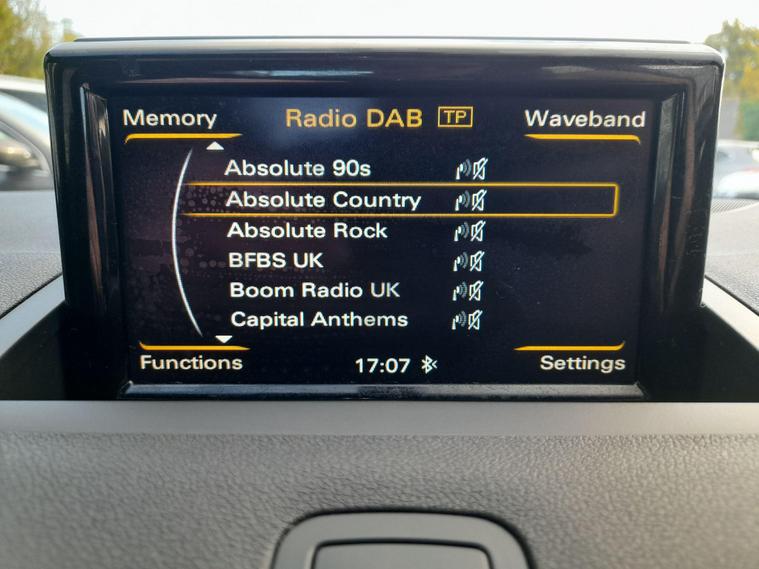 Memory Radio DAB TP Waveband
Absolute 90s
Absolute Country
Absolute Rock
BFBS UK
Boom Radio UK
Capital Anthems
Functions 17:07 Settings